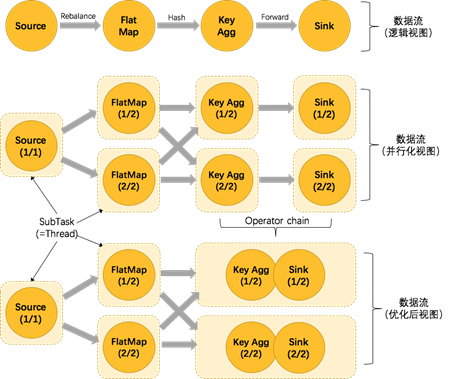 Rebalance
Hash
Forward
Source
Flat
Map
Key
Agg
Sink
数据流
(逻辑视图)
FlatMap
(1/2)
Key Agg
(1/2)
Sink
(1/2)
Source
(1/1)
数据流
(并行化视图)
FlatMap
(2/2)
Key Agg
(2/2)
Sink
(2/2)
SubTask
(=Thread)
Operator chain
FlatMap
(1/2)
Key Agg
(1/2)
Sink
(1/2)
Source
(1/1)
数据流
(优化后视图)
FlatMap
(2/2)
Key Agg
(2/2)
Sink
(2/2)